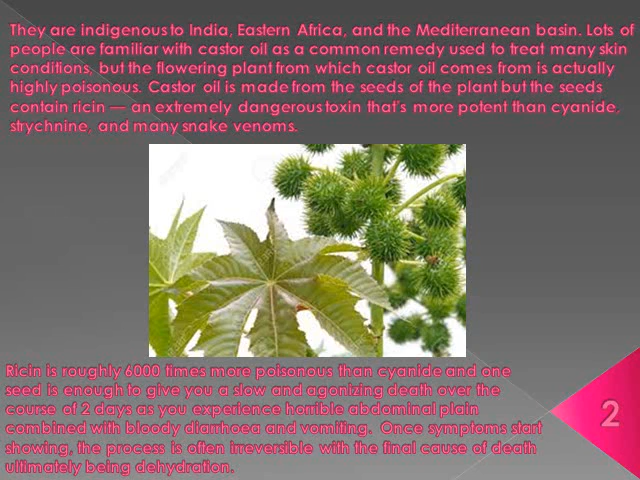 They are indigenous to India, Eastern Africa, and the Mediterranean basin. Lots of
people are familiar with castor oil as a common remedy used to treat many skin
conditions, but the flowering plant from which castor oil comes from is actually
highly poisonous. Castor oil is made from the seeds of the plant but the seeds
contain ricin — an extremely dangerous toxin that's more potent than cyanide,
strychnine, and many snake venoms.
Ricin is roughly 6000 times more poisonous than cyanide and one
seed is enough to give you a slow and agonizing death over the
course of 2 days as you experience horrible abdominal plain
combined with bloody diarrhoea and vomiting. Once symptoms start
showing, the process is often irreversible with the final cause of death
ultimately being dehydration.
2